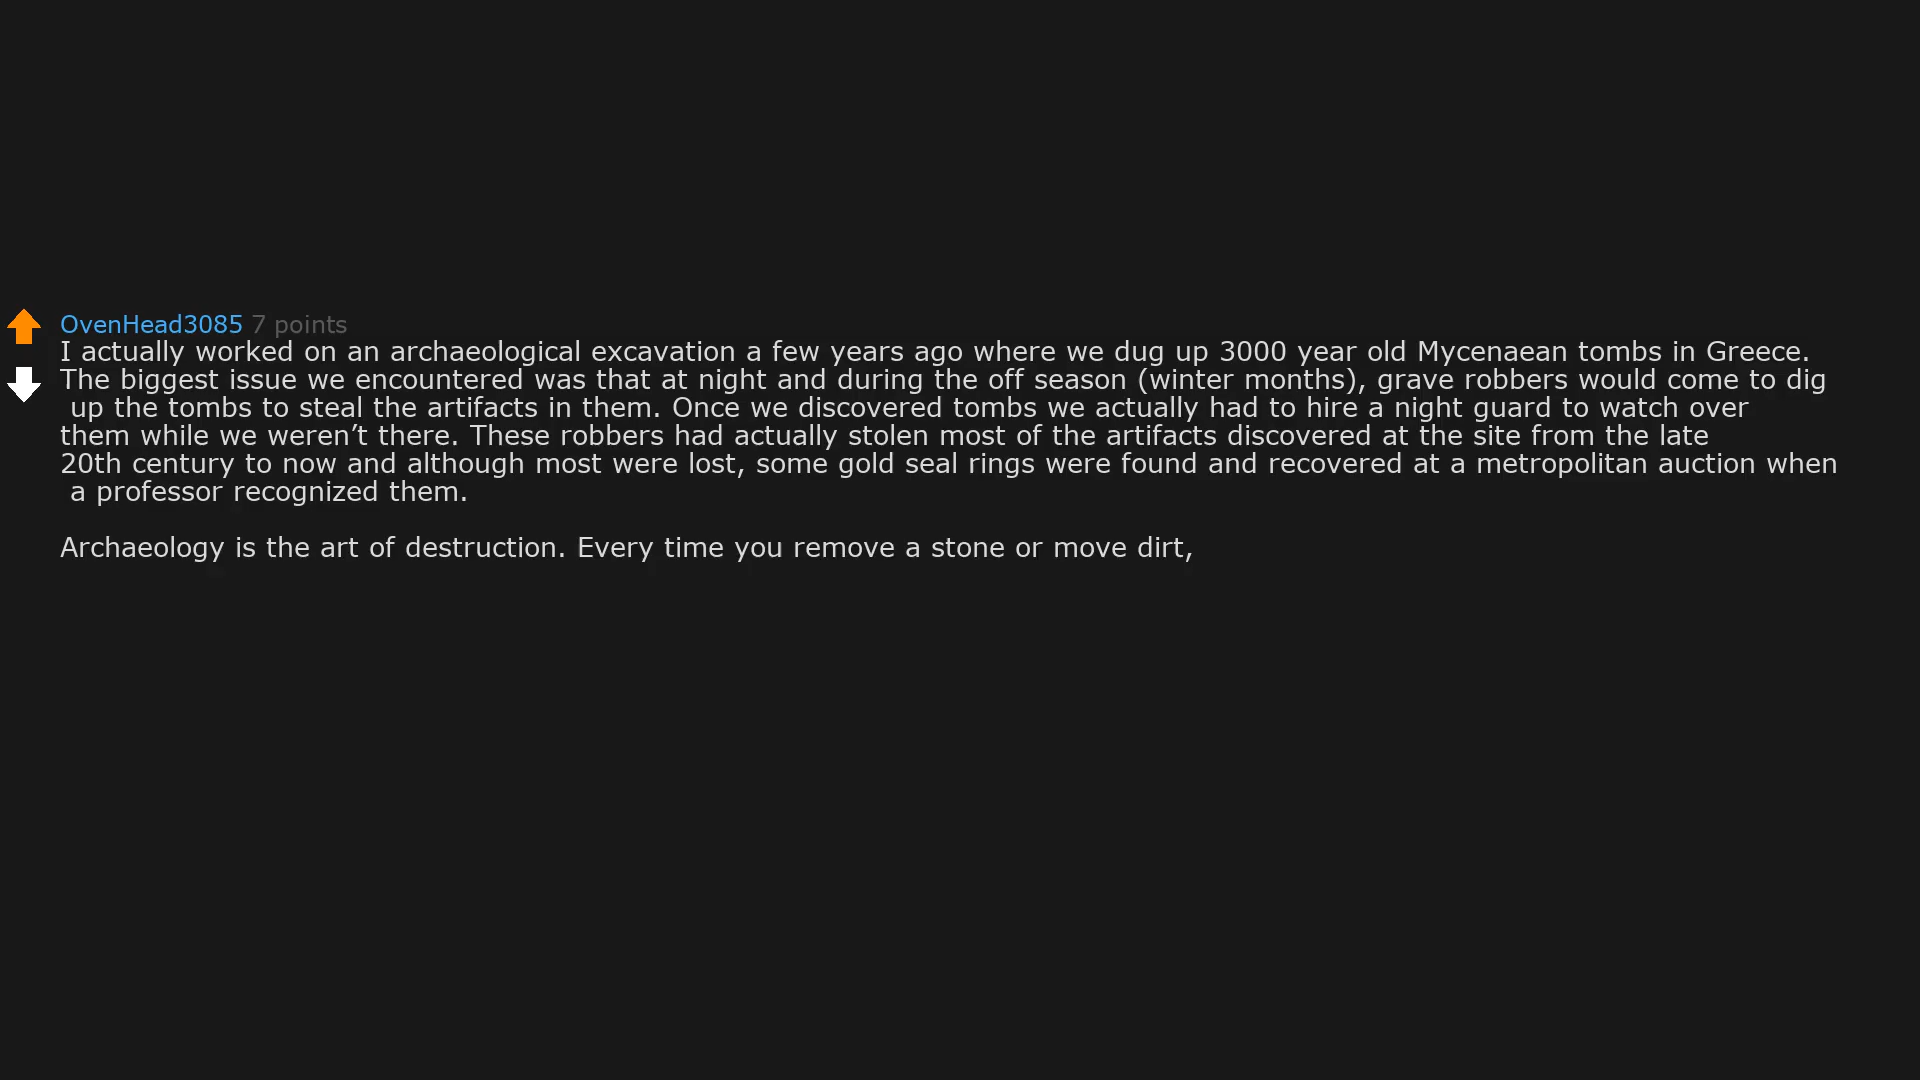 OvenHead3085 7 points
I actually worked on an archaeological excavation a few years ago where we dug up 3000 year old Mycenaean tombs in Greece.
The biggest issue we encountered was that at night and during the off season (winter months), grave robbers would come to dig
up the tombs to steal the artifacts in them. Once we discovered tombs we actually had to hire a night guard to watch over
them while we weren’t there. These robbers had actually stolen most of the artifacts discovered at the site from the late
20th century to now and although most were lost, some gold seal rings were found and recovered at a metropolitan auction when
a professor recognized them.
Archaeology is the art of destruction. Every time you remove a stone or move dirt,